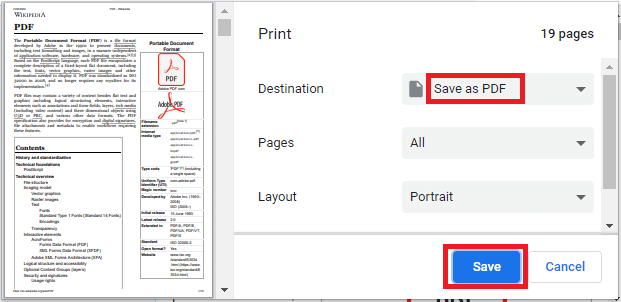 PDF - Wikipedia
WIKIPEDIA
PDF
The Portable Document Format (PDF) is a file format
developed by Adobe in the 1990s to present documents,
including text formatting and images, in a manner independent
of application software, hardware, and operating systems.
Based on the PostScript language, each PDF file encapsulates a
complete description of a fixed-layout flat document, including
the text, fonts, vector graphics, raster images and other
information needed to display it. PDF was standardized as ISO
32000 in 2008, and no longer requires any royalties for its
implementation.
PDF files may contain a variety of content besides flat text and
graphics including logical structuring elements, interactive
elements such as annotations and form-fields, layers, rich media
(including video content) and three dimensional objects using
U3D or PRC, and various other data formats. The PDF
specification also provides for encryption and digital signatures,
file attachments and metadata to enable workflows requiring
these features.
Contents
History and standardization
Technical foundations
PostScript
Technical overview
File structure
Imaging model
Vector graphics
Raster images
Text
Fonts
Standard Type 1 Fonts (Standard 14 Fonts)
Encodings
Transparency
Interactive elements
AcroForms
Forms Data Format (FDF)
XML Forms Data Format (XFDF)
Adobe XML Forms Architecture (XFA)
Logical structure and accessibility
Optional Content Groups (layers)
Security and signatures
Usage rights
Portable Document
Format
PDF
Adobe PDF icon
Adobe PDF
Filename
extension
.pdf
Internet
media type
Type code
'PDF ' (including
a single space)
Uniform Type
Identifier (UTI)
com.adobe.pdf
Magic number
Developed by
Adobe Inc. (1993–
2008)
ISO (2008–)
Initial release
15 June 1993
Latest release
2.0
Extended to
PDF/A, PDF/E,
PDF/UA, PDF/VT,
PDF/X
Standard
ISO 32000-2
Open format?
Yes
Website
Print
19 pages
Destination
Save as PDF
Pages
All
Layout
Portrait
Save
Cancel